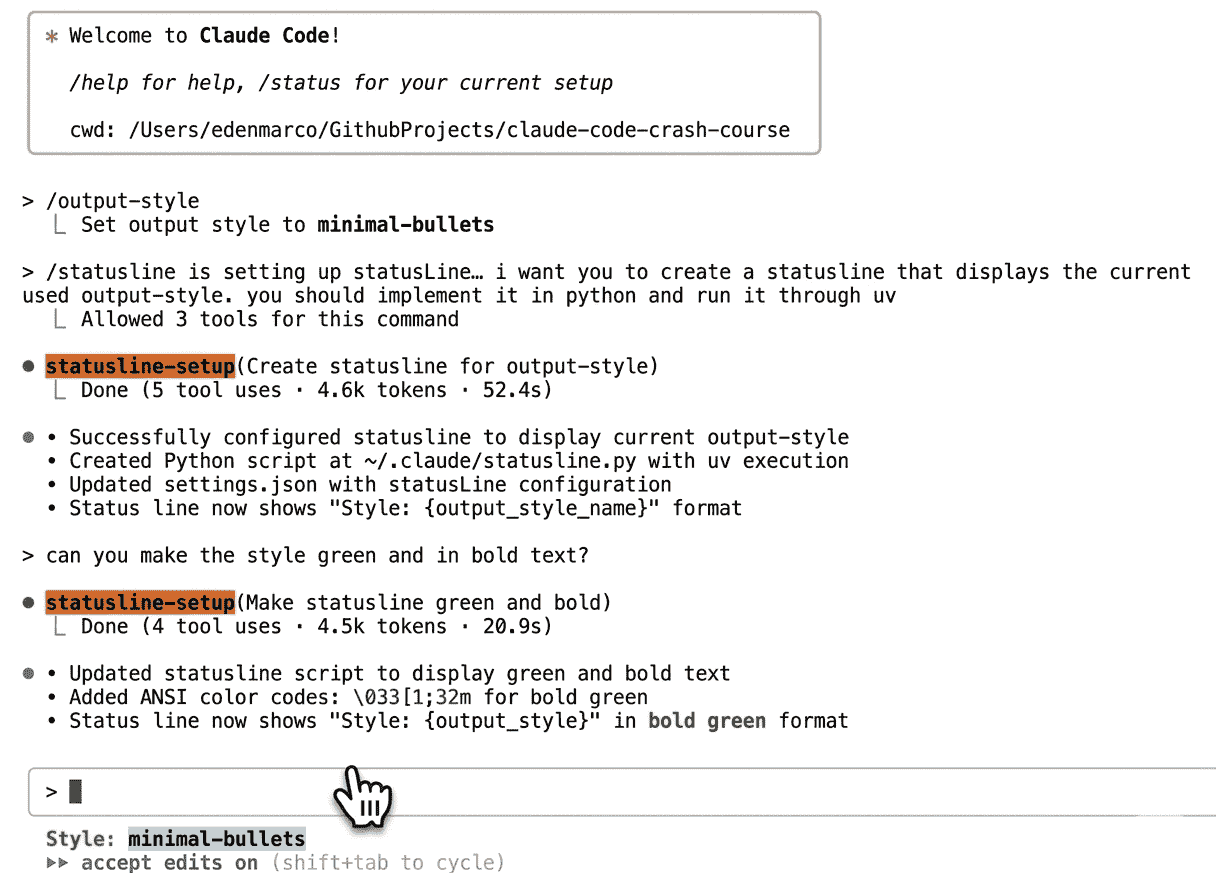 * Welcome to Claude Code!
/help for help, /status for your current setup
cwd: /Users/edenmarco/GithubProjects/claude-code-crash-course
> /output-style
⎿ Set output style to minimal-bullets
> /statusline is setting up statusLine… i want you to create a statusline that displays the current
used output-style. you should implement it in python and run it through uv
⎿ Allowed 3 tools for this command
● statusline-setup(Create statusline for output-style)
⎿ Done (5 tool uses · 4.6k tokens · 52.4s)
● • Successfully configured statusline to display current output-style
• Created Python script at ~/.claude/statusline.py with uv execution
• Updated settings.json with statusLine configuration
• Status line now shows "Style: {output_style_name}" format
> can you make the style green and in bold text?
● statusline-setup(Make statusline green and bold)
⎿ Done (4 tool uses · 4.5k tokens · 20.9s)
● • Updated statusline script to display green and bold text
• Added ANSI color codes: \033[1;32m for bold green
• Status line now shows "Style: {output_style}" in bold green format
>
Style: minimal-bullets
▸▸ accept edits on (shift+tab to cycle)